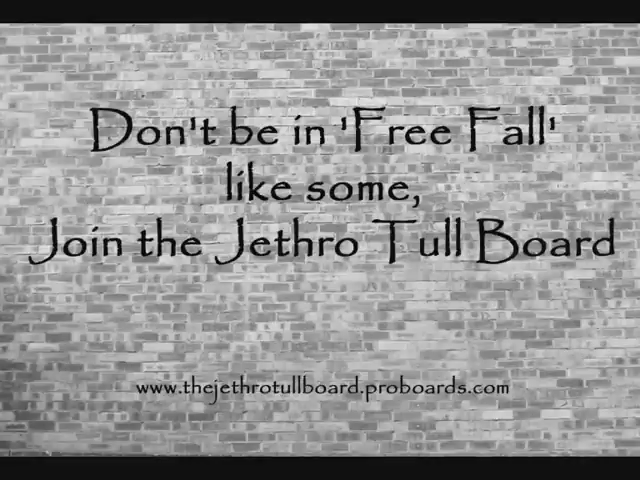 Don't be in 'Free Fall'
like some,
Join the Jethro Tull Board
www.thejethrotullboard.proboards.com